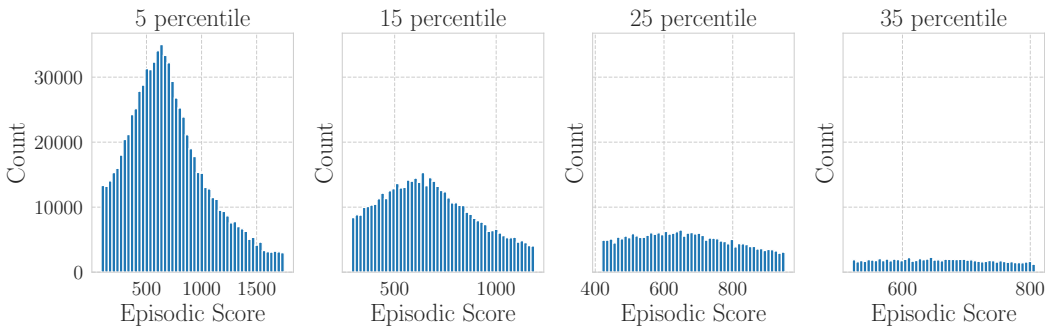 5 percentile
15 percentile
25 percentile
35 percentile
Count
30000
20000
10000
0
500
1000
1500
Episodic Score
Count
500
1000
Episodic Score
Count
400
600
800
Episodic Score
Count
600
800
Episodic Score